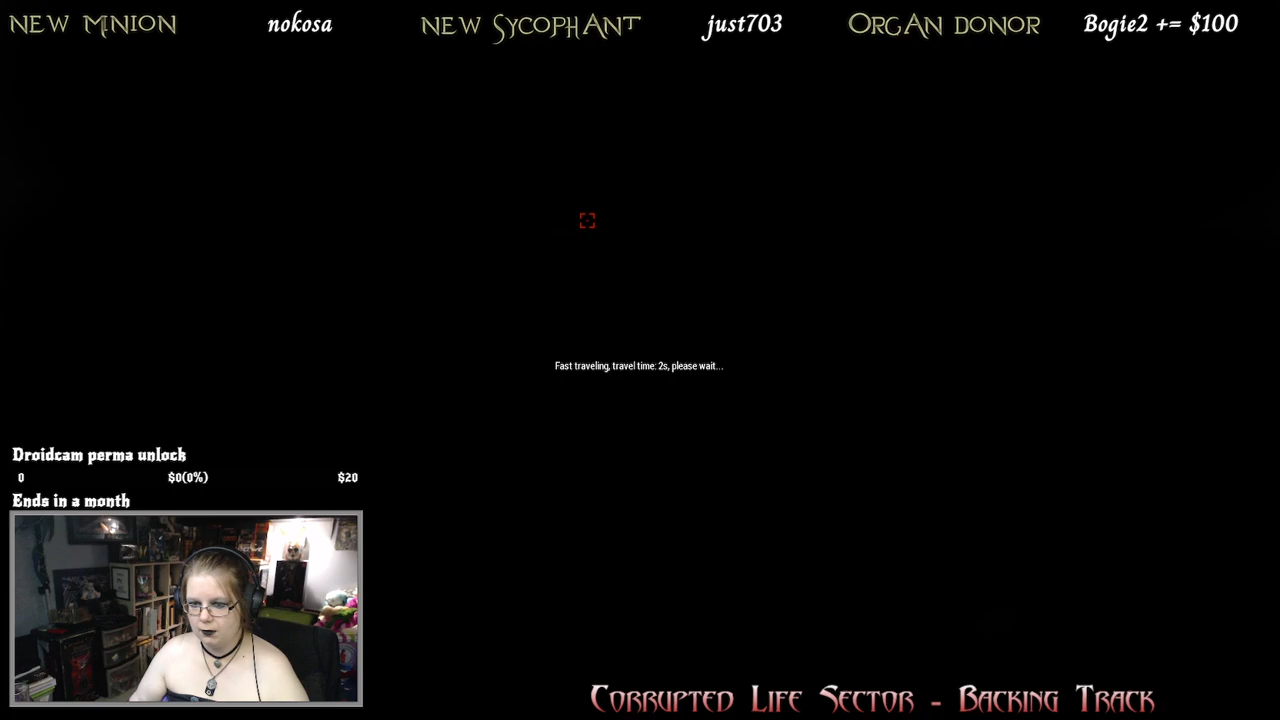 NEW MINION nokosa NEW SYCOPHANT just703 ORGAN DONOR Bogie2 += $100
Fast traveling, travel time: 2s, please wait...
Droidcam perma unlock
0 $0(0%) $20
Ends in a month
Corrupted Life Sector - Backing Track